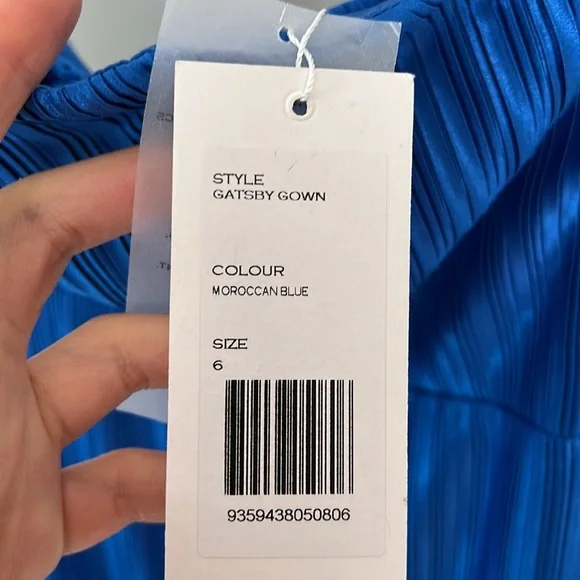 STYLE
GATSBY GOWN
COLOUR
MOROCCAN BLUE
SIZE
6
9359438050806